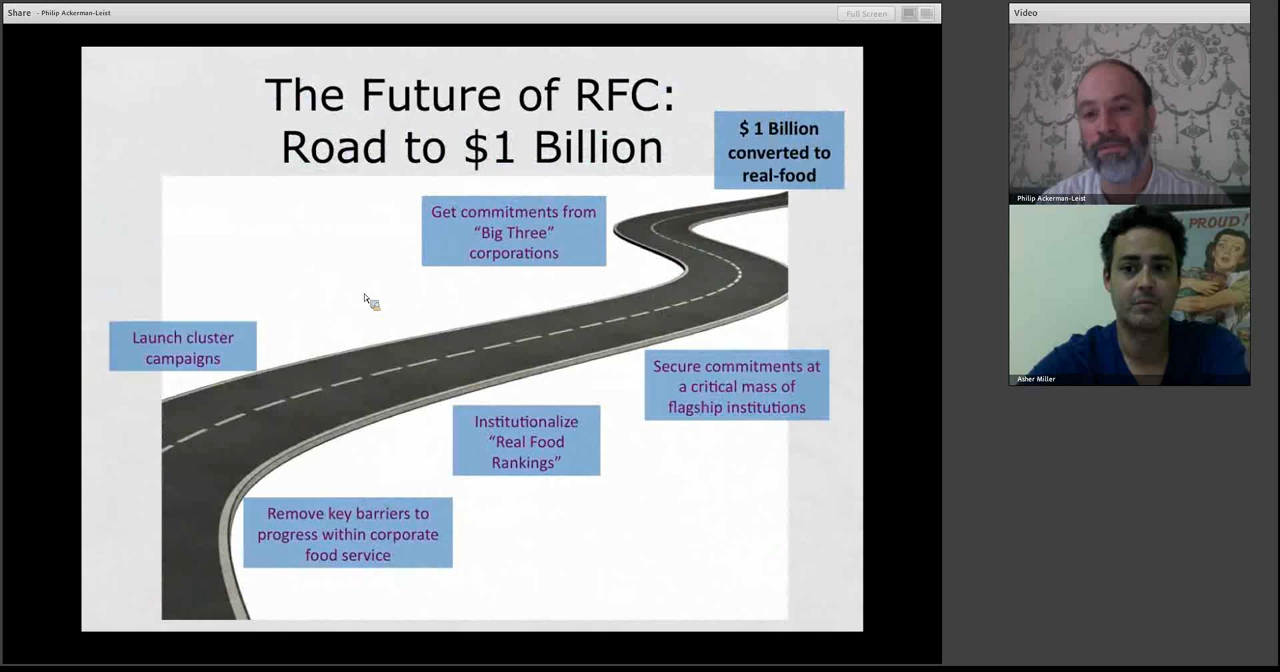 Share - Philip Ackerman-Leist
Full Screen
Video
The Future of RFC:
Road to $1 Billion
$ 1 Billion
converted to
real-food
Get commitments from
“Big Three”
corporations
Launch cluster
campaigns
Secure commitments at
a critical mass of
flagship institutions
Institutionalize
“Real Food
Rankings”
Remove key barriers to
progress within corporate
food service
Philip Ackerman-Leist
PROUD!
Asher Miller